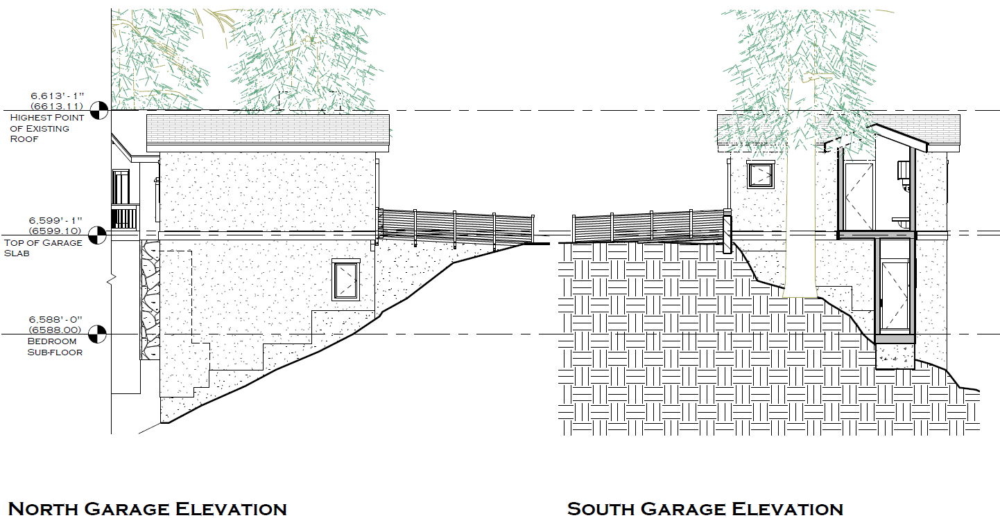 6,613' - 1"
(6613.11)
Highest Point
of Existing
Roof
6,599' - 1"
(6599.10)
Top of Garage
Slab
6,588' - 0"
(6588.00)
Bedroom
Sub-floor
North Garage Elevation
South Garage Elevation